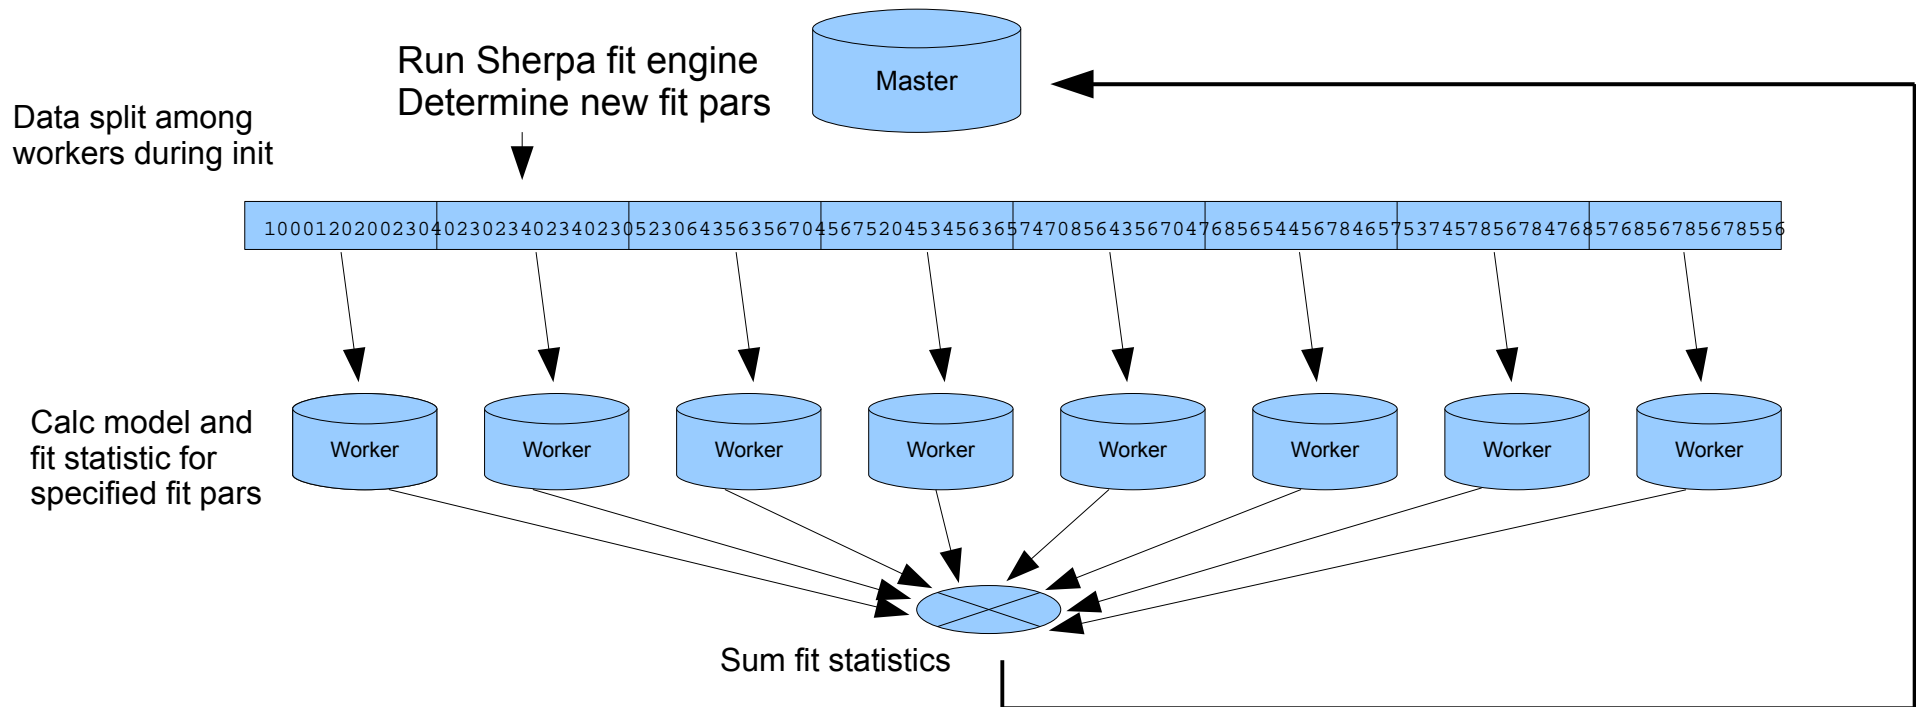 Run Sherpa fit engine
Determine new fit pars
Master
Data split among
workers during init
10001202002304023023402340230523064356356704567520453456365747085643567047685654456784657537457856784768576856785678556
Calc model and
fit statistic for
specified fit pars
Worker
Worker
Worker
Worker
Worker
Worker
Worker
Worker
Sum fit statistics